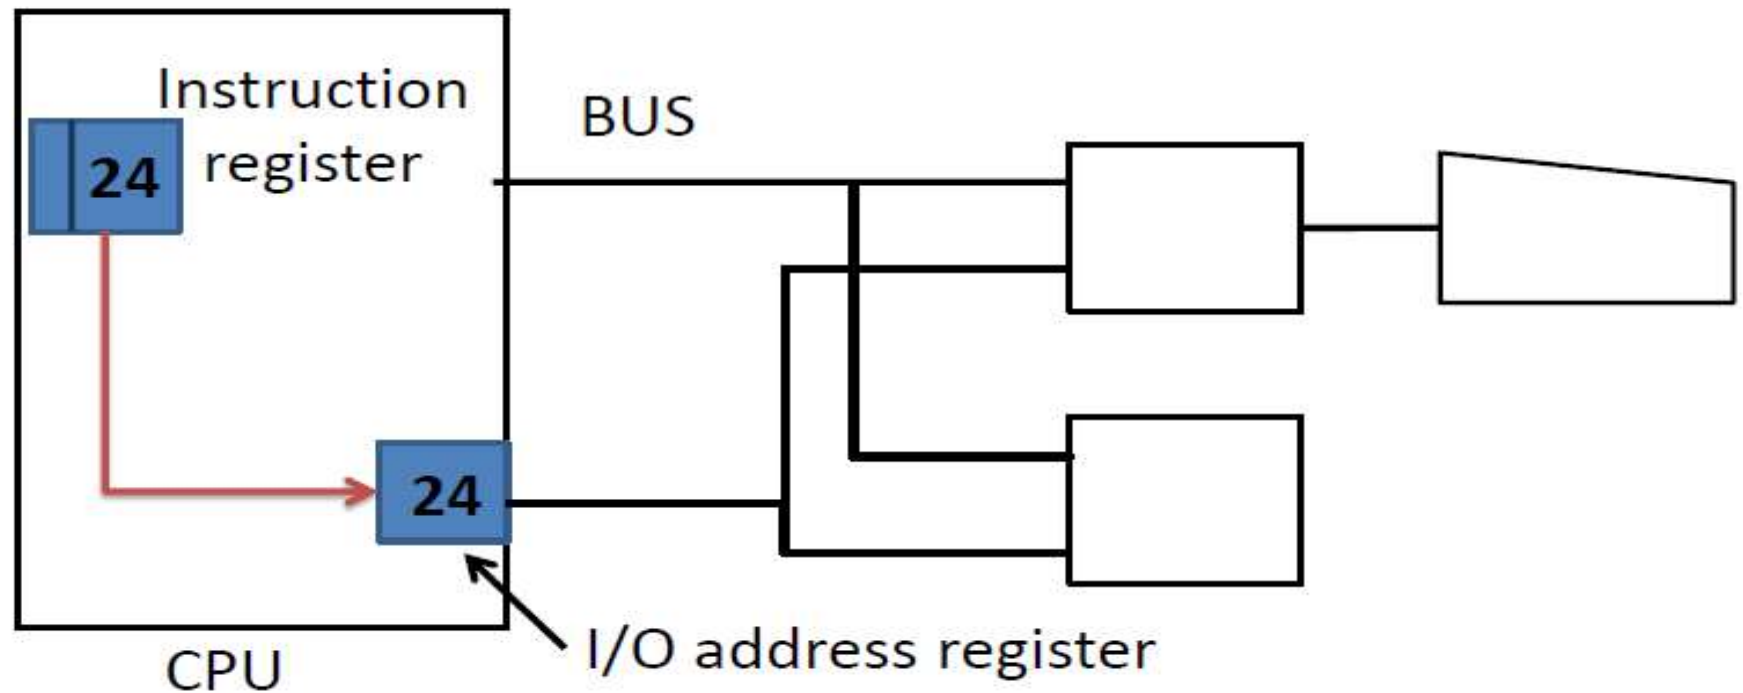 Instruction
register
24
BUS
24
I/O address register
CPU